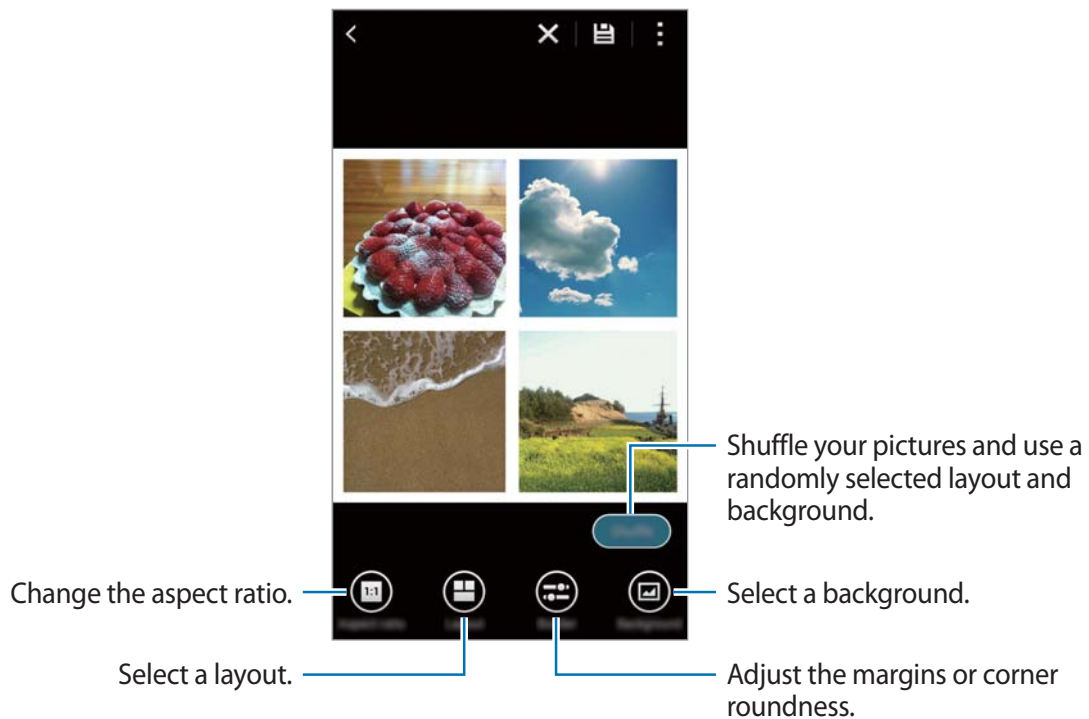 Shuffle your pictures and use a
randomly selected layout and
background.
1:1
Change the aspect ratio.
Select a background.
Select a layout.
Adjust the margins or corner
roundness.